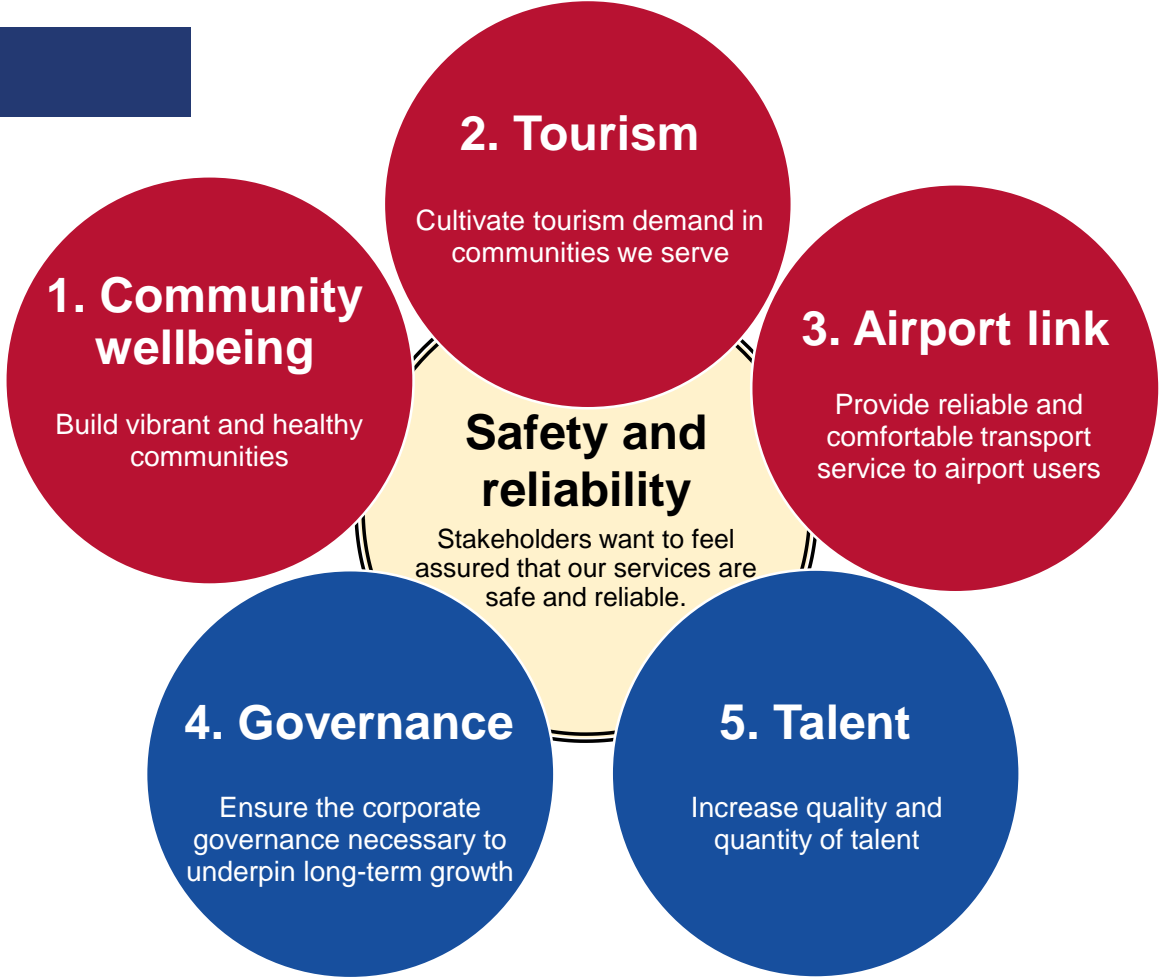 1. Community
wellbeing
Build vibrant and healthy
communities
2. Tourism
Cultivate tourism demand in
communities we serve
3. Airport link
Provide reliable and
comfortable transport
service to airport users
Safety and
reliability
Stakeholders want to feel
assured that our services are
safe and reliable.
4. Governance
Ensure the corporate
governance necessary to
underpin long-term growth
5. Talent
Increase quality and
quantity of talent